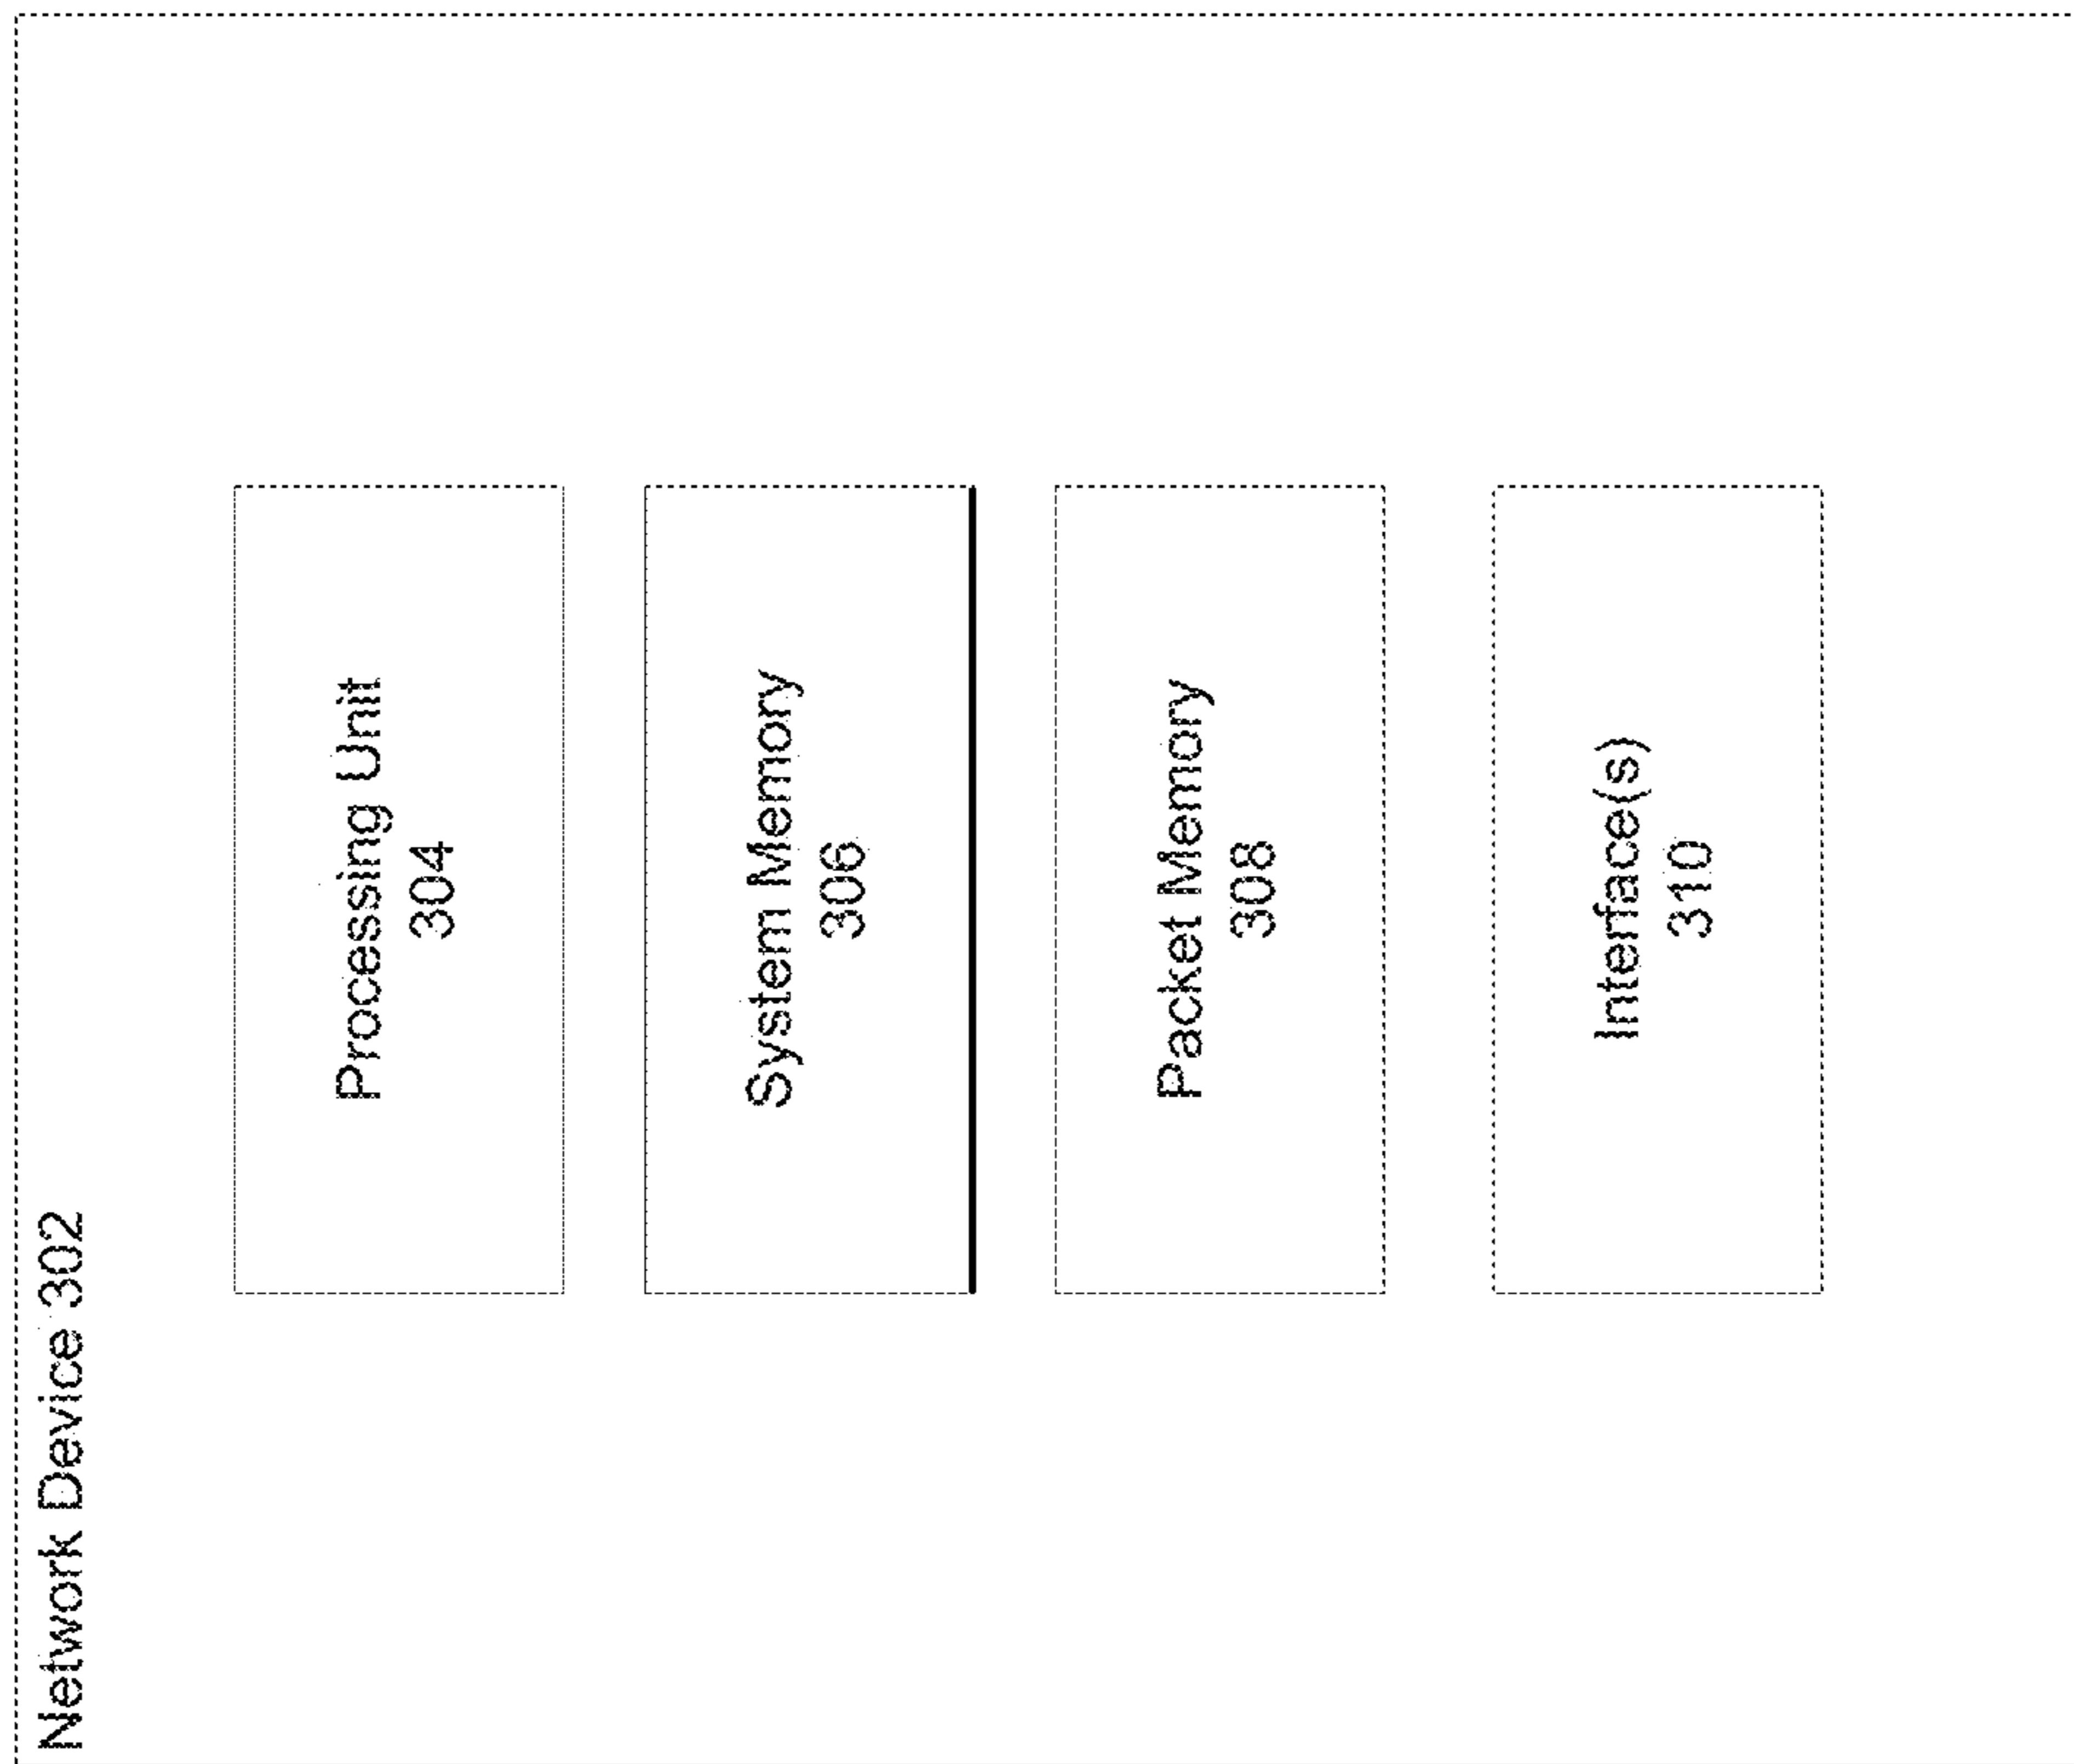 Network Device 302
Processing Unit
304
System Memory
306
Packet Memory
308
Interface(s)
310